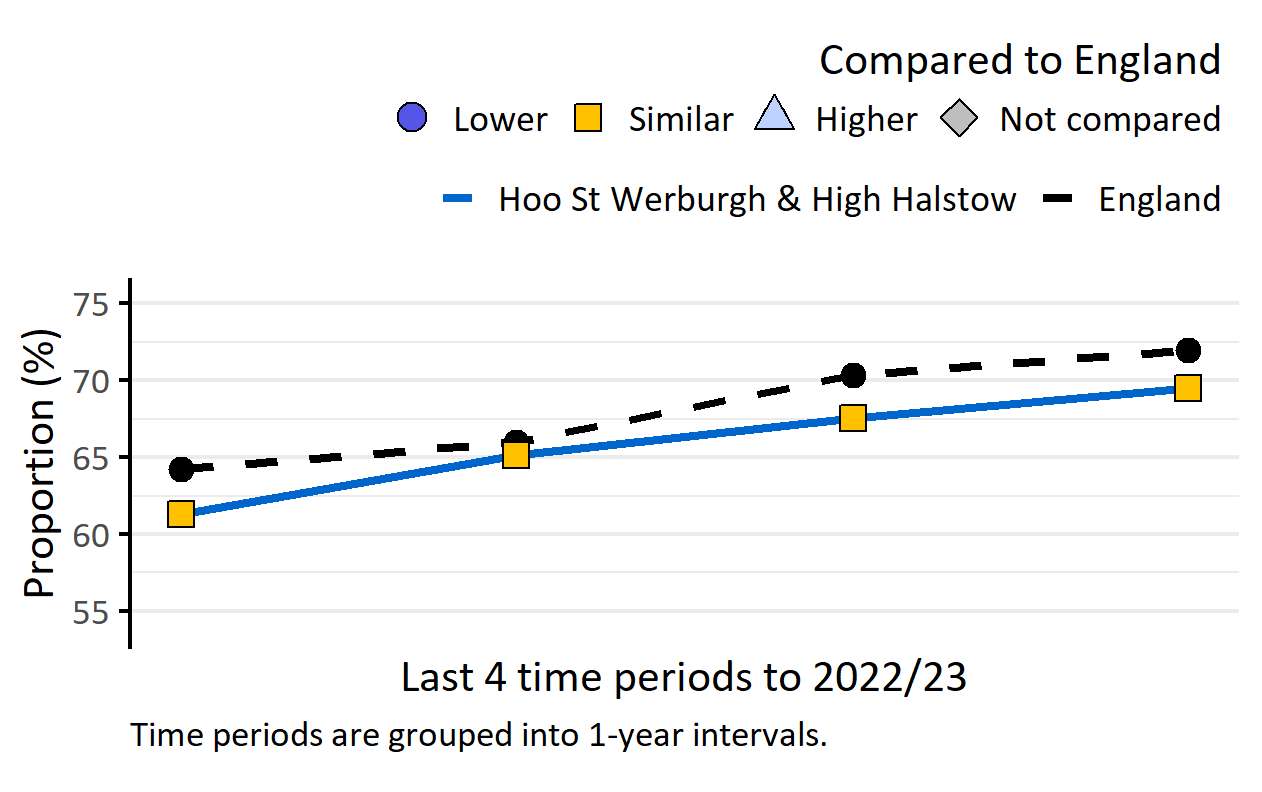 Compared to England
Lower Similar Higher Not compared
Hoo St Werburgh & High Halstow England
75
70
65
60
55
Proportion (%)
Last 4 time periods to 2022/23
Time periods are grouped into 1-year intervals.